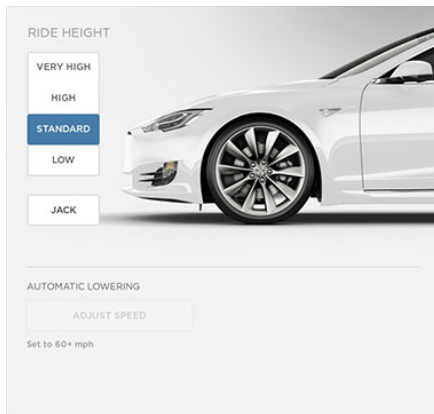 RIDE HEIGHT
VERY HIGH
HIGH
STANDARD
LOW
JACK
AUTOMATIC LOWERING
ADJUST SPEED
Set to 60+ mph